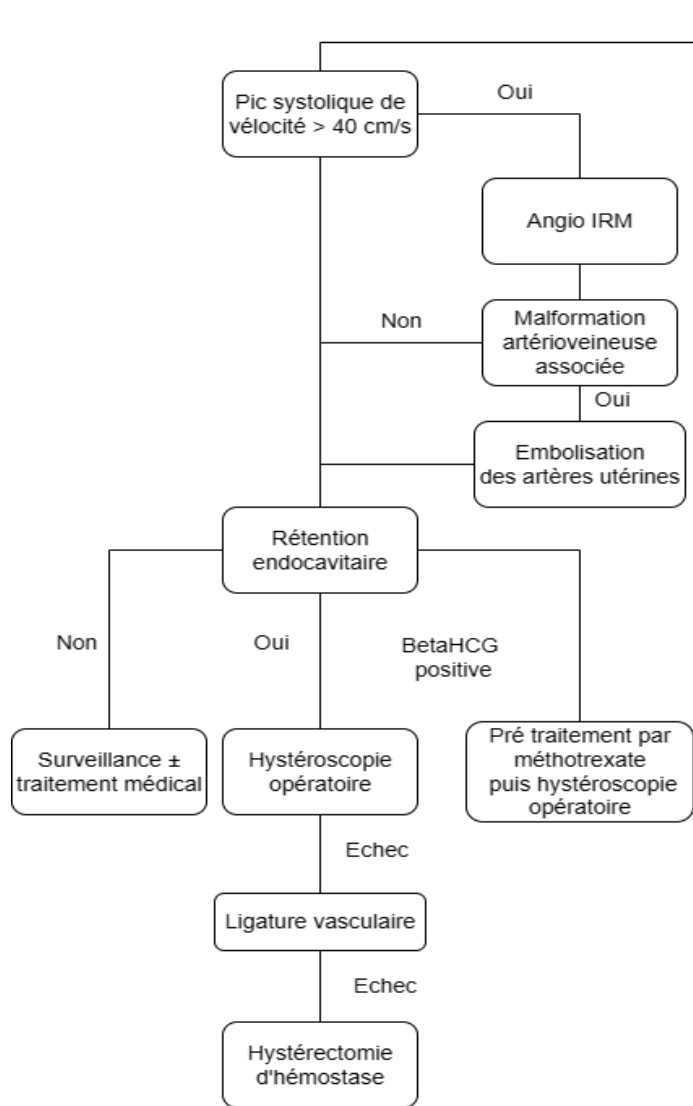 Pic systolique de
vélocité > 40 cm/s
Oui
Angio IRM
Non
Malformation
artérioveineuse
associée
Oui
Embolisation
des artères utérines
Rétention
endocavitaire
Non
Oui
BetaHCG
positive
Surveillance ±
traitement médical
Hystéroscopie
opératoire
Pré traitement par
méthotrexate
puis hystéroscopie
opératoire
Echec
Ligature vasculaire
Echec
Hystérectomie
d'hémostase